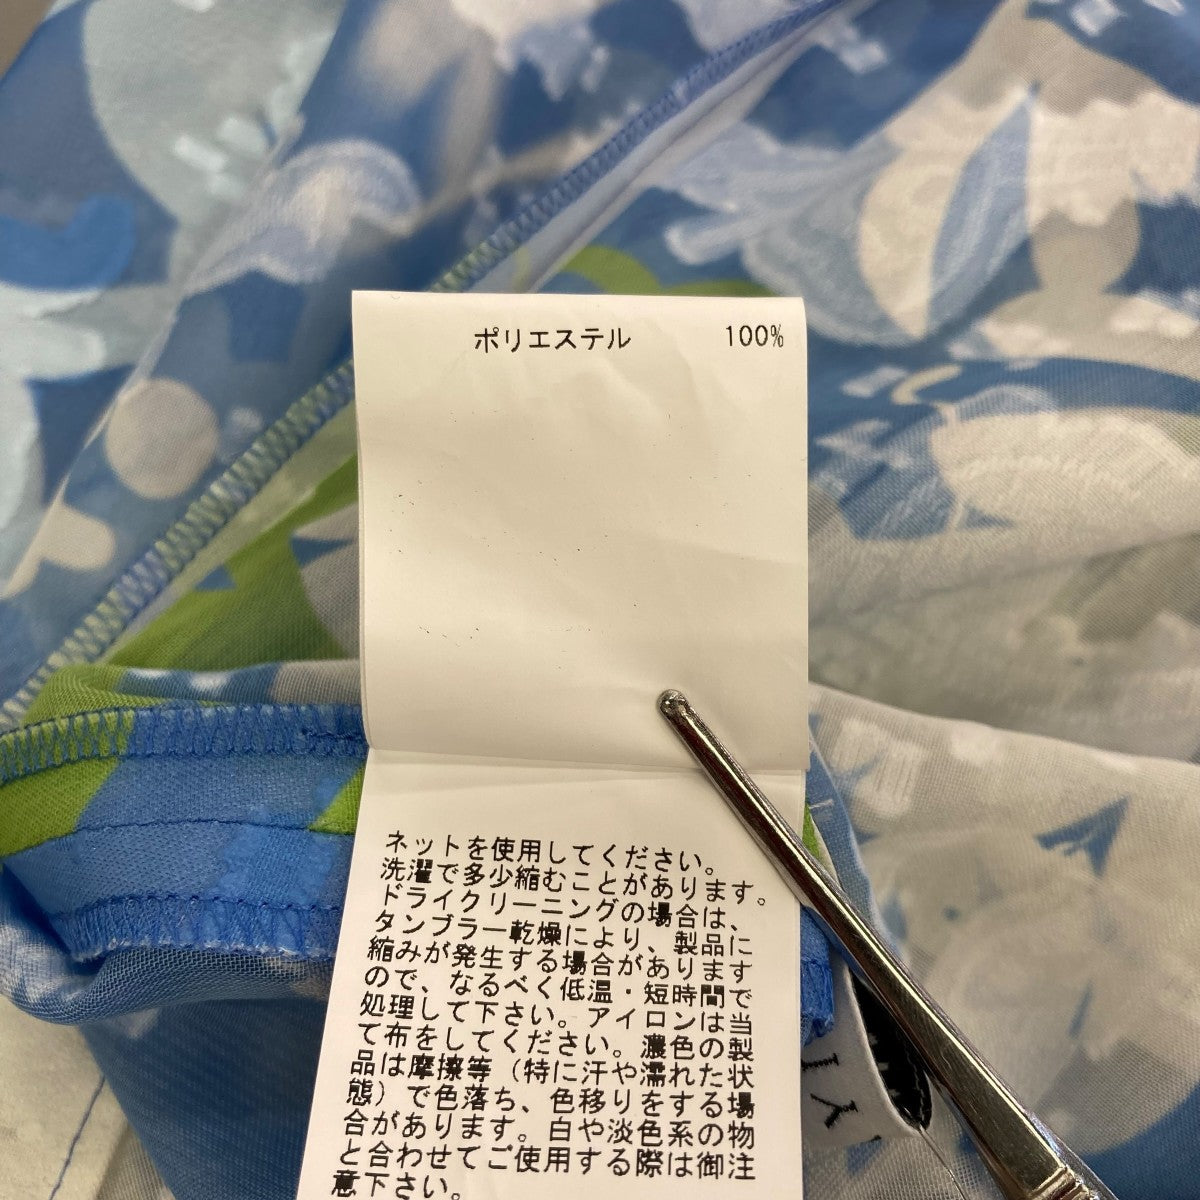 ポリエステル 100%
ネットを使用してください。
洗濯で多少縮むことがあります。
ドライクリーニングの場合は、
タンブラー乾燥により、製品に
縮みが発生する場合があります
ので、なるべく低温・短時間で
処理して下さい。アイロンは当
て布をしてください。濃色の製
品は摩擦等（特に汗や濡れた状
態）で色落ち、色移りをする場
合があります。白や淡色系の物
と合わせてご使用する際は御注
意下さい。